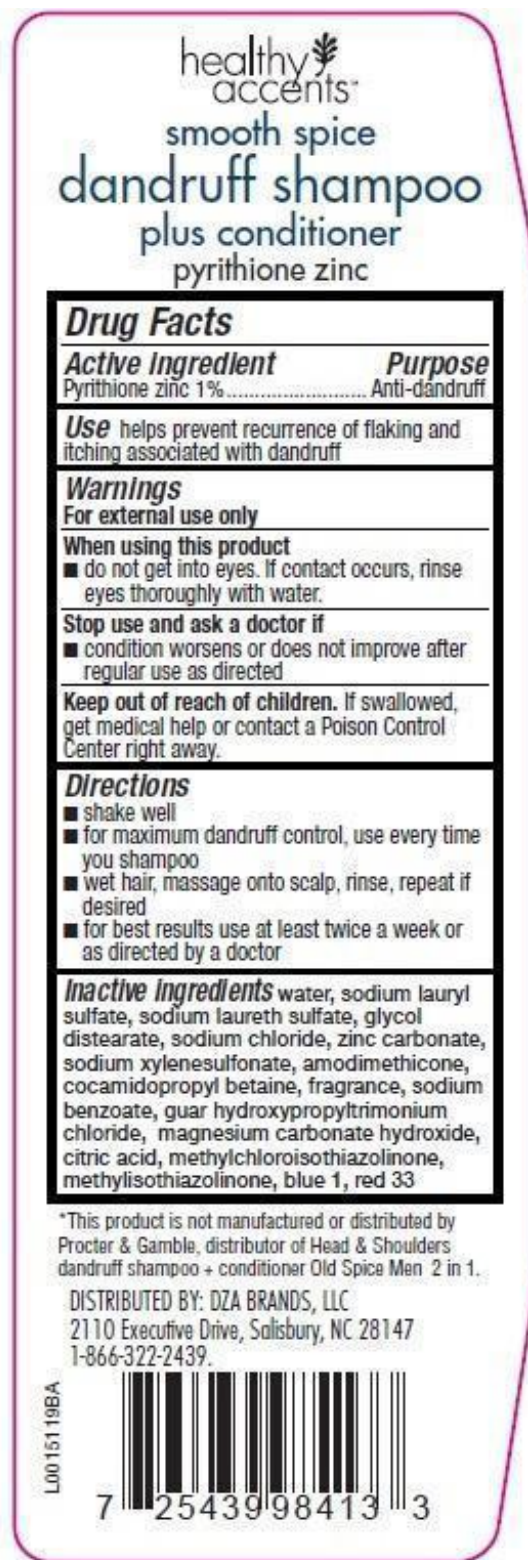 healthy
accents™
smooth spice
dandruff shampoo
plus conditioner
pyrithione zinc
Drug Facts
Active ingredient Purpose
Pyrithione zinc 1%.......................... Anti-dandruff
Use helps prevent recurrence of flaking and
itching associated with dandruff
Warnings
For external use only
When using this product
■ do not get into eyes. If contact occurs, rinse
eyes thoroughly with water.
Stop use and ask a doctor if
■ condition worsens or does not improve after
regular use as directed
Keep out of reach of children. If swallowed,
get medical help or contact a Poison Control
Center right away.
Directions
■ shake well
■ for maximum dandruff control, use every time
you shampoo
■ wet hair, massage onto scalp, rinse, repeat if
desired
■ for best results use at least twice a week or
as directed by a doctor
Inactive ingredients water, sodium lauryl
sulfate, sodium laureth sulfate, glycol
distearate, sodium chloride, zinc carbonate,
sodium xylenesulfonate, amodimethicone,
cocamidopropyl betaine, fragrance, sodium
benzoate, guar hydroxypropyltrimonium
chloride, magnesium carbonate hydroxide,
citric acid, methylchloroisothiazolinone,
methylisothiazolinone, blue 1, red 33
*This product is not manufactured or distributed by
Procter & Gamble, distributor of Head & Shoulders
dandruff shampoo + conditioner Old Spice Men 2 in 1.
DISTRIBUTED BY: DZA BRANDS, LLC
2110 Executive Drive, Salisbury, NC 28147
1-866-322-2439.
L0015119BA
7 25439 98413 3